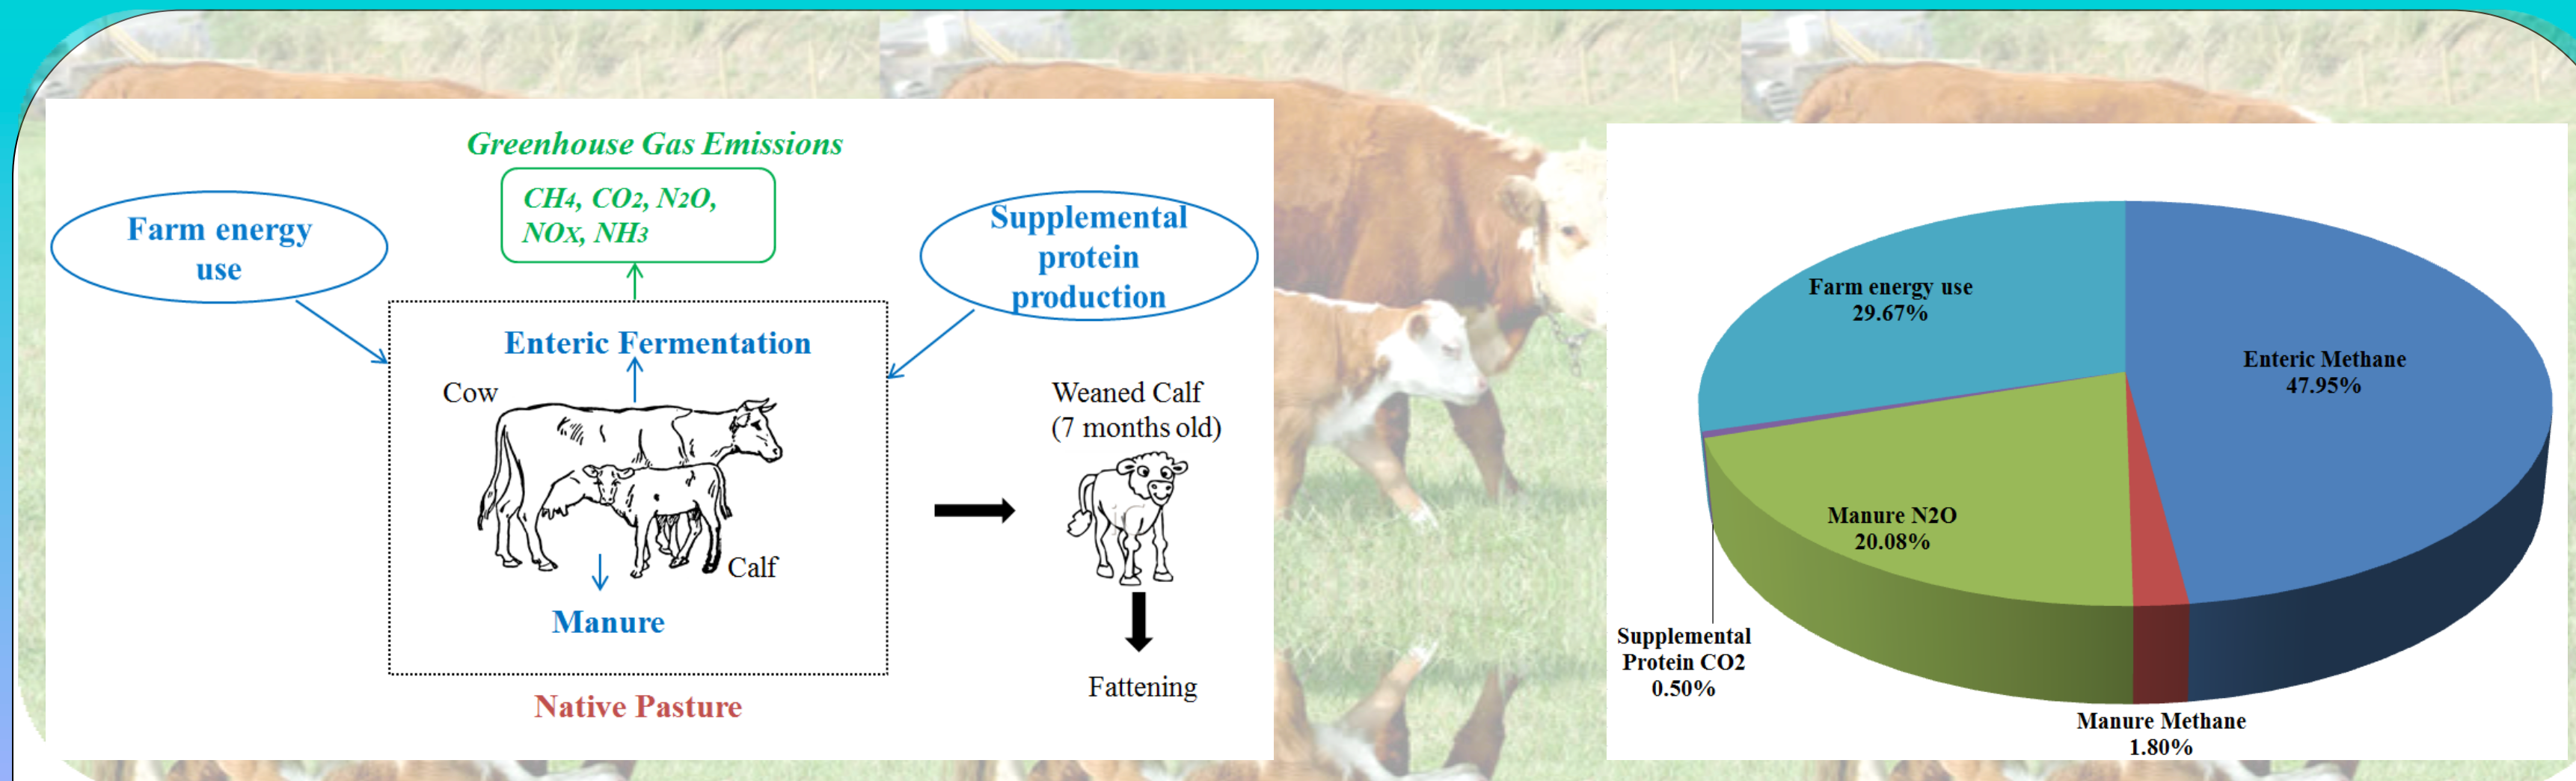 Greenhouse Gas Emissions
CH4, CO2, N2O,
NOX, NH3
Farm energy
use
Supplemental
protein
production
Enteric Fermentation
Cow
Calf
Manure
Native Pasture
Weaned Calf
(7 months old)
Fattening
Farm energy use
29.67%
Enteric Methane
47.95%
Manure N2O
20.08%
Supplemental
Protein CO2
0.50%
Manure Methane
1.80%